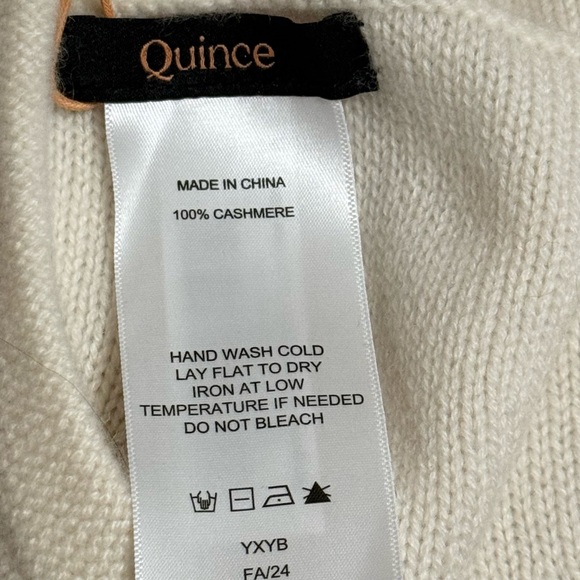 Quince
MADE IN CHINA
100% CASHMERE
HAND WASH COLD
LAY FLAT TO DRY
IRON AT LOW
TEMPERATURE IF NEEDED
DO NOT BLEACH
YXYB
FA/24